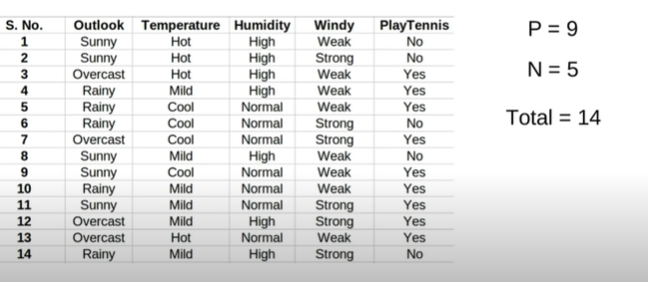 S. No. Outlook Temperature Humidity Windy PlayTennis
1 Sunny Hot High Weak No
2 Sunny Hot High Strong No
3 Overcast Hot High Weak Yes
4 Rainy Mild High Weak Yes
5 Rainy Cool Normal Weak Yes
6 Rainy Cool Normal Strong No
7 Overcast Cool Normal Strong Yes
8 Sunny Mild High Weak No
9 Sunny Cool Normal Weak Yes
10 Rainy Mild Normal Weak Yes
11 Sunny Mild Normal Strong Yes
12 Overcast Mild High Strong Yes
13 Overcast Hot Normal Weak Yes
14 Rainy Mild High Strong No
P = 9
N = 5
Total = 14